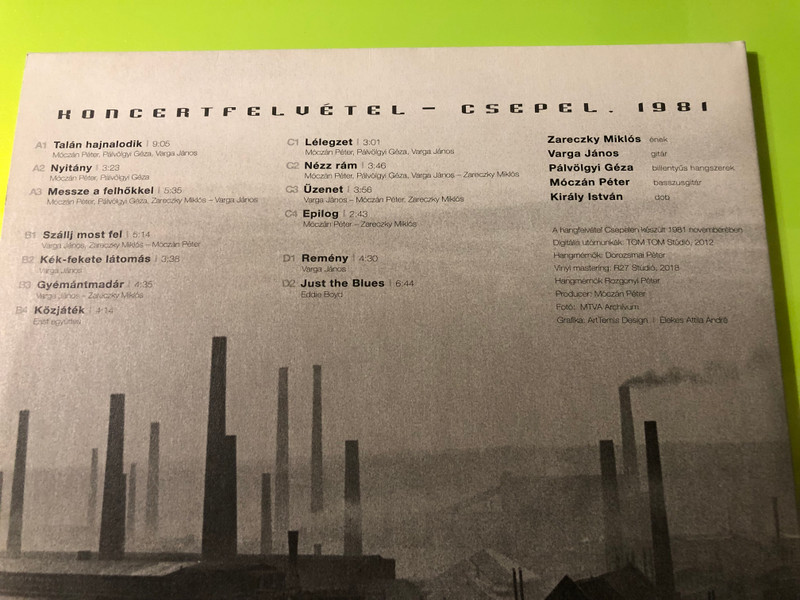 KONCERTFELVÉTEL – CSEPEL. 1981
A1 Talán hajnalodik | 9:05
Móczán Péter, Pálvölgyi Géza, Varga János
A2 Nyitány | 3:23
Móczán Péter, Pálvölgyi Géza
A3 Messze a felhőkkel | 5:35
Móczán Péter, Pálvölgyi Géza, Zareczky Miklós – Varga János
B1 Szállj most fel | 5:14
Varga János, Zareczky Miklós – Móczán Péter
B2 Kék-fekete látomás | 3:38
Varga János
B3 Gyémántmadár | 4:35
Varga János – Zareczky Miklós
B4 Közjáték | 4:14
East együttes
C1 Lélegzet | 3:01
Móczán Péter, Pálvölgyi Géza, Varga János
C2 Nézz rám | 3:46
Móczán Péter, Pálvölgyi Géza, Varga János – Zareczky Miklós
C3 Üzenet | 3:56
Varga János – Móczán Péter, Zareczky Miklós
C4 Epilog | 2:43
Móczán Péter – Zareczky Miklós
D1 Remény | 4:30
Varga János
D2 Just the Blues | 6:44
Eddie Boyd
Zareczky Miklós ének
Varga János gitár
Pálvölgyi Géza billentyűs hangszerek
Móczán Péter basszusgitár
Király István dob
A hangfelvétel Csepelen készült 1981 novemberében
Digitális utómunkák: TOM TOM Stúdió, 2012
Hangmérnök: Dorozsmai Péter
Vinyl mastering: R27 Studió, 2018
Hangmérnök Rozgonyi Péter
Producer: Móczán Péter
Fotó: MTVA Archívum
Grafika: ArtTerias Design | Elekes Attila André